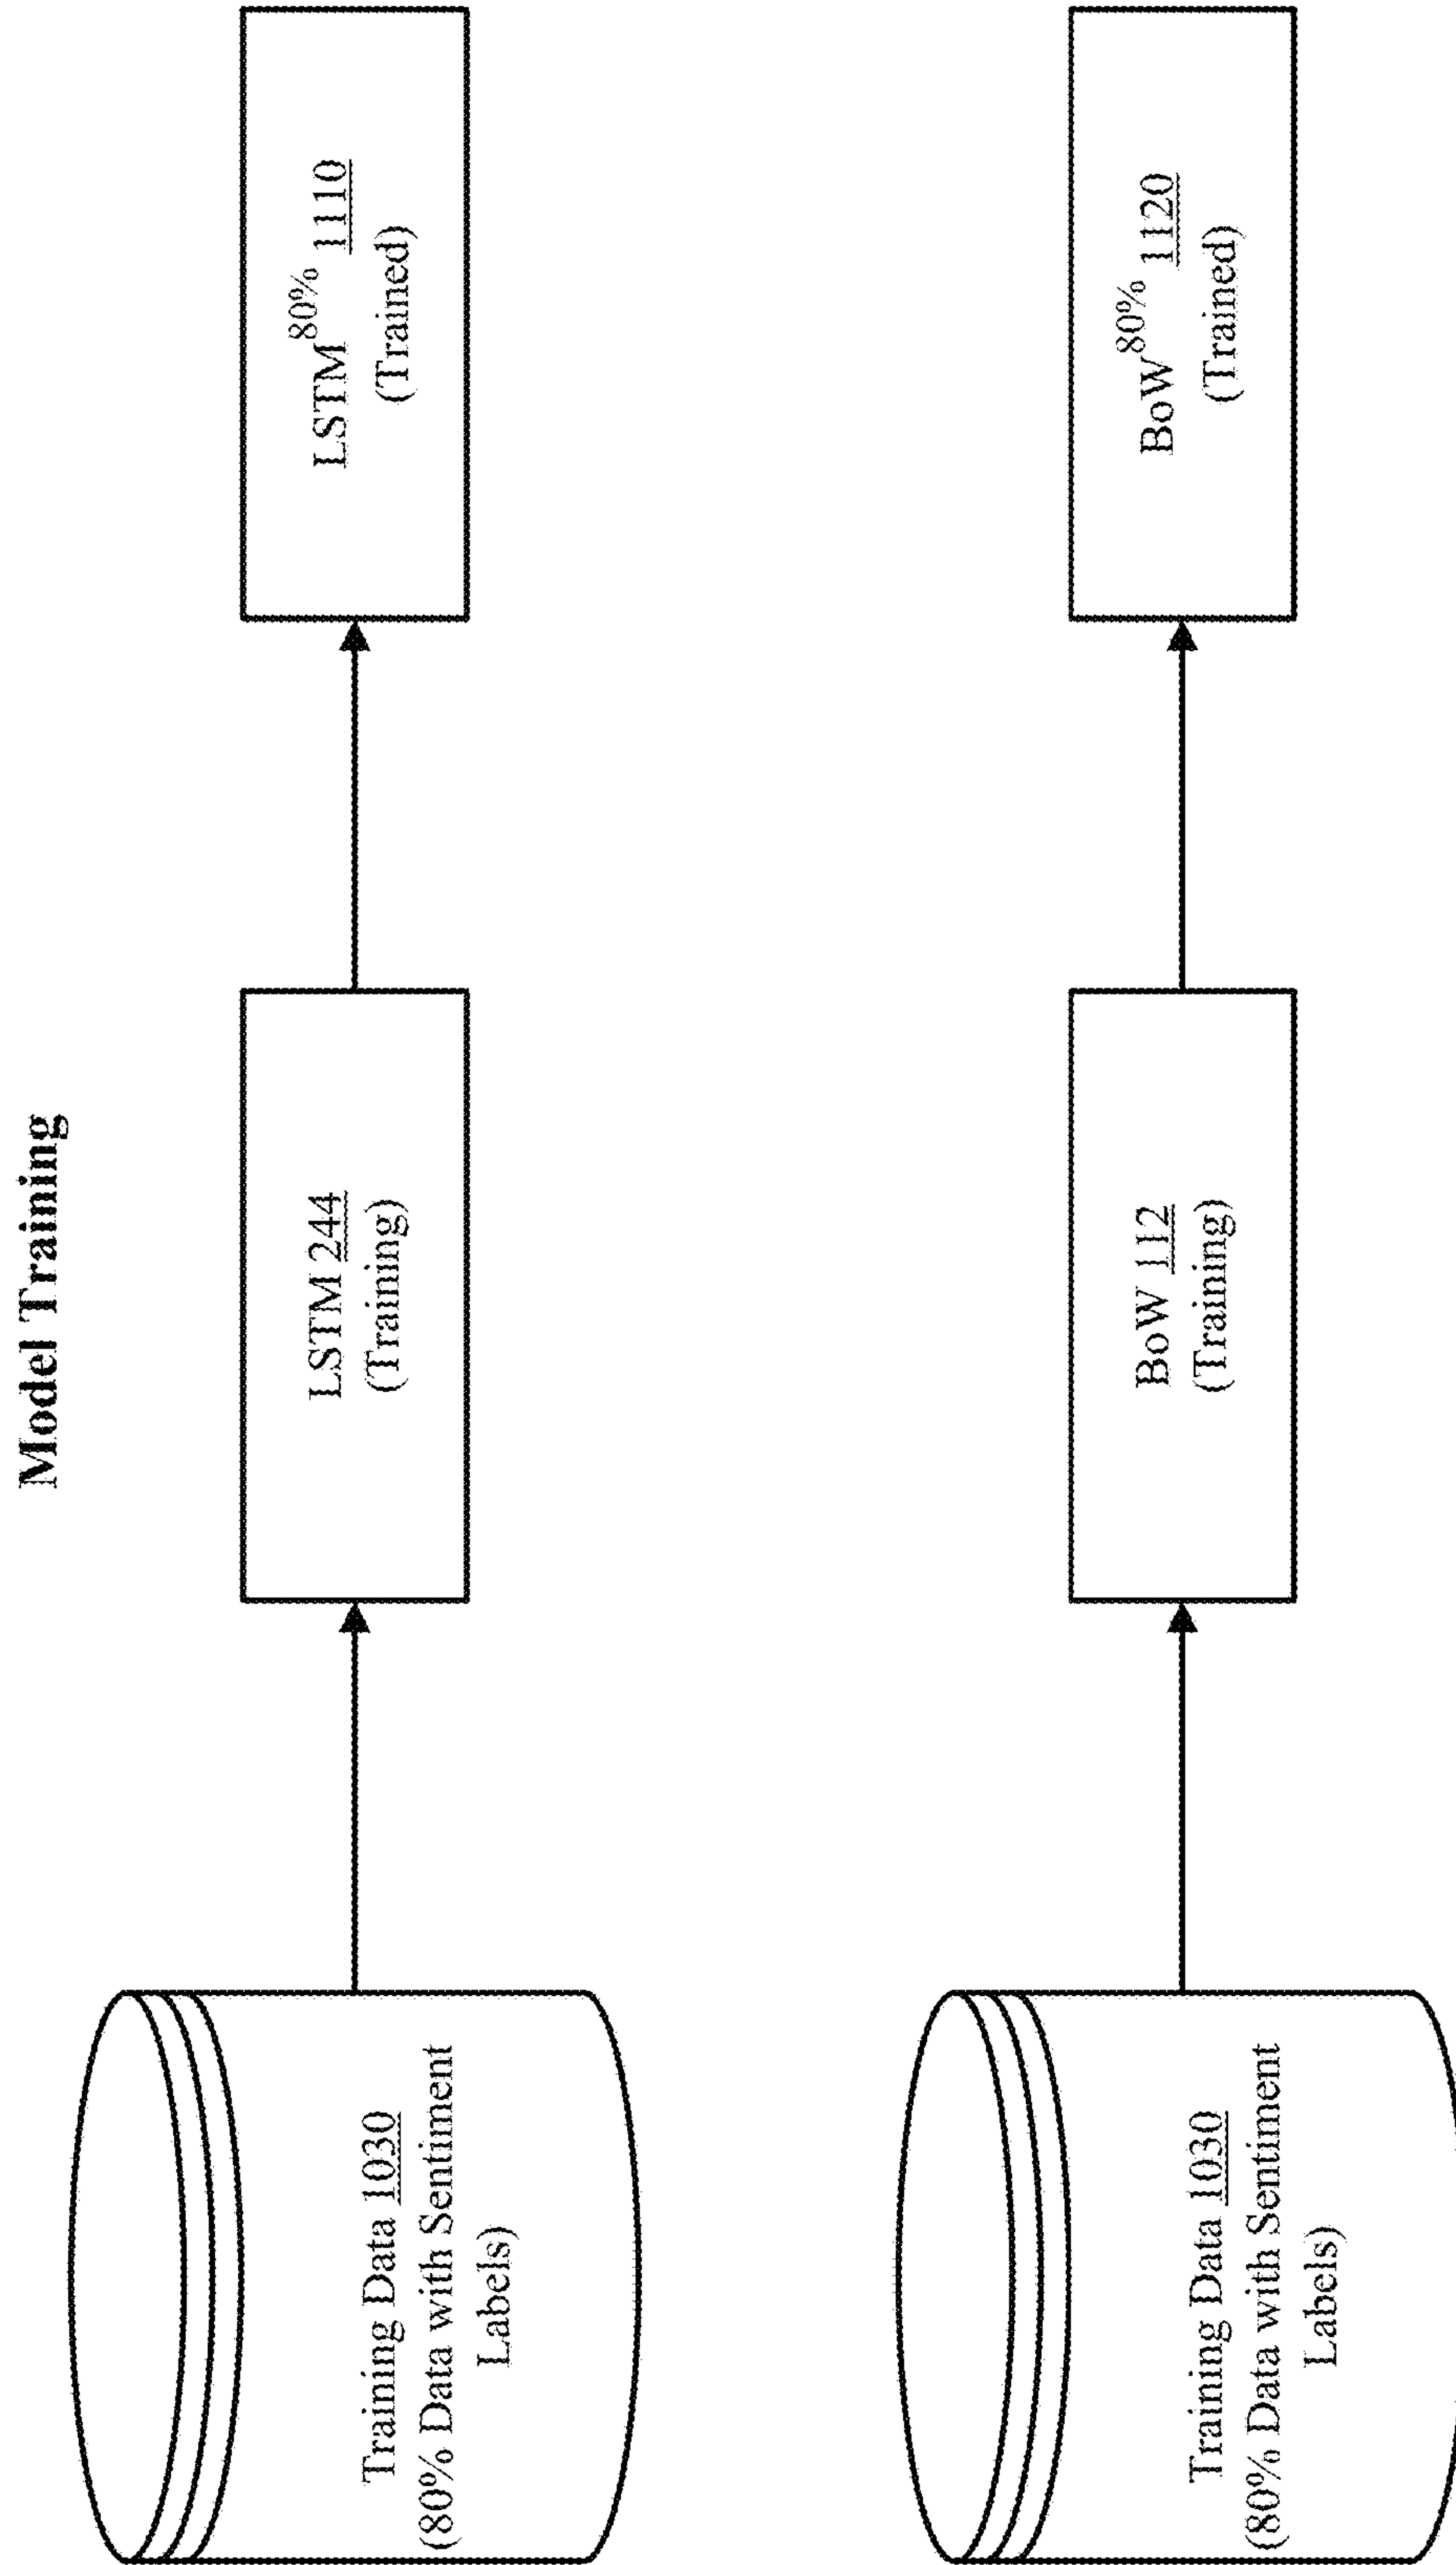 Model Training
Training Data 1030
(80% Data with Sentiment
Labels)
LSTM 244
(Training)
LSTM80% 1110
(Trained)
Training Data 1030
(80% Data with Sentiment
Labels)
BoW 112
(Training)
BoW80% 1120
(Trained)